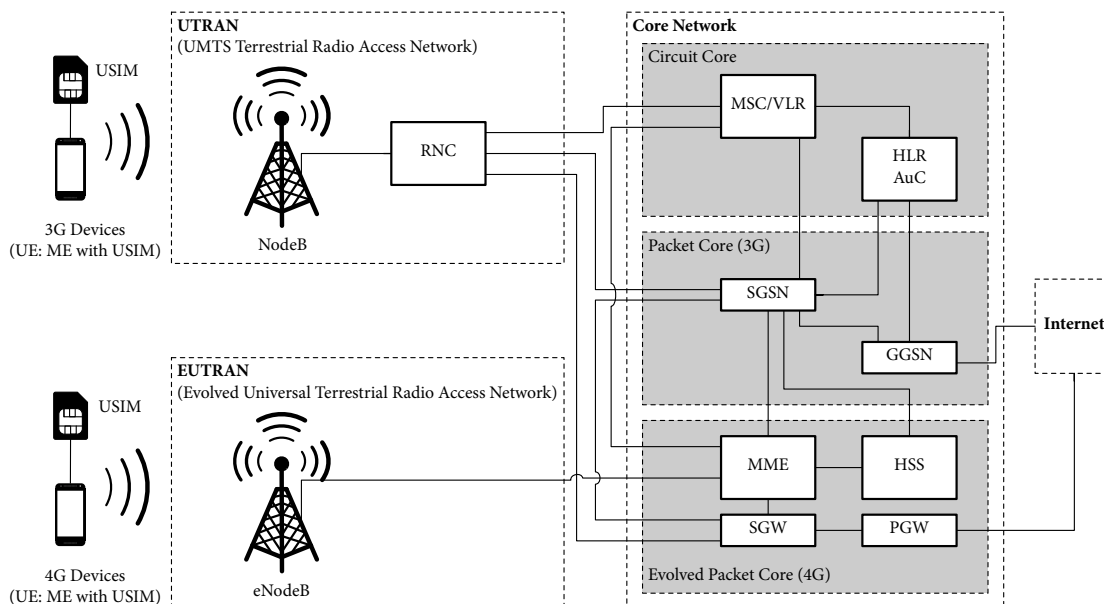 UTRAN
(UMTS Terrestrial Radio Access Network)
USIM
3G Devices
(UE: ME with USIM)
NodeB
RNC
Core Network
Circuit Core
MSC/VLR
HLR
AuC
Packet Core (3G)
SGSN
GGSN
Internet
EUTRAN
(Evolved Universal Terrestrial Radio Access Network)
USIM
4G Devices
(UE: ME with USIM)
eNodeB
MME
HSS
SGW
PGW
Evolved Packet Core (4G)